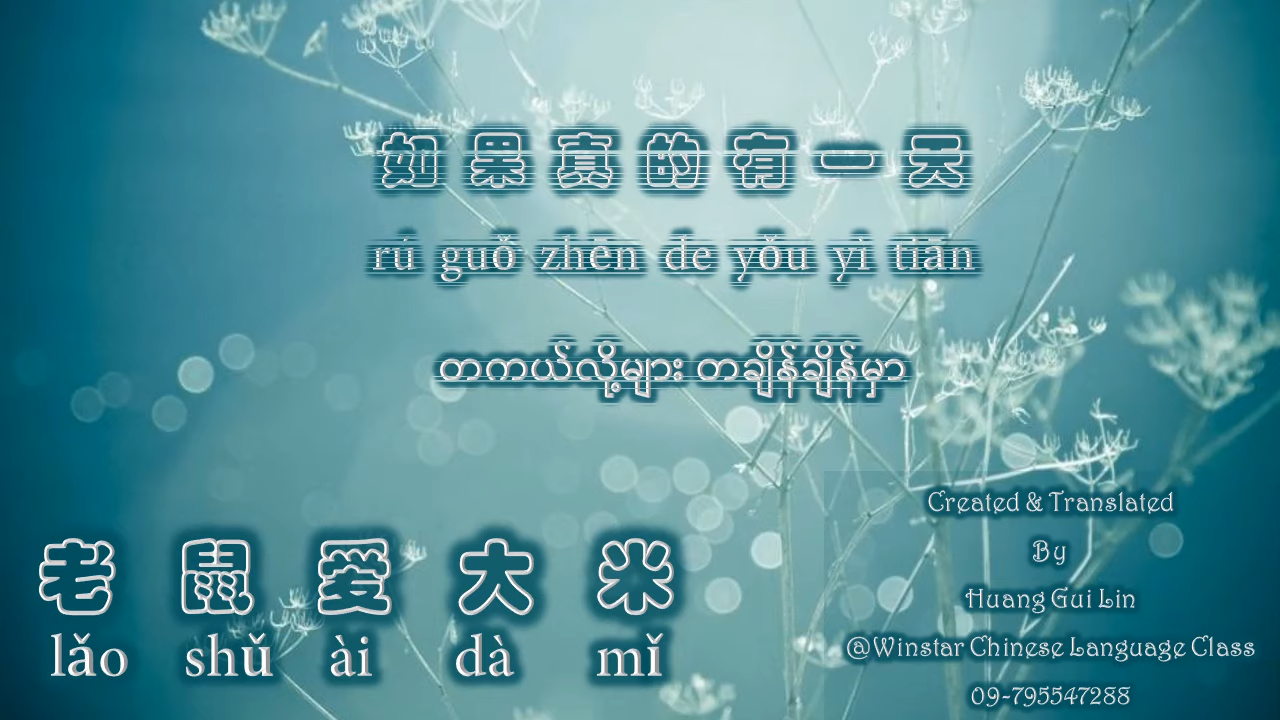 如果真的有一天
rú guǒ zhēn de yǒu yì tiān
တကယ်လို့များ တချိန်ချိန်မှာ
老鼠爱大米
lǎo shǔ ài dà mǐ
Created & Translated
By
Huang Gui Lin
@Winstar Chinese Language Class
09-795547288